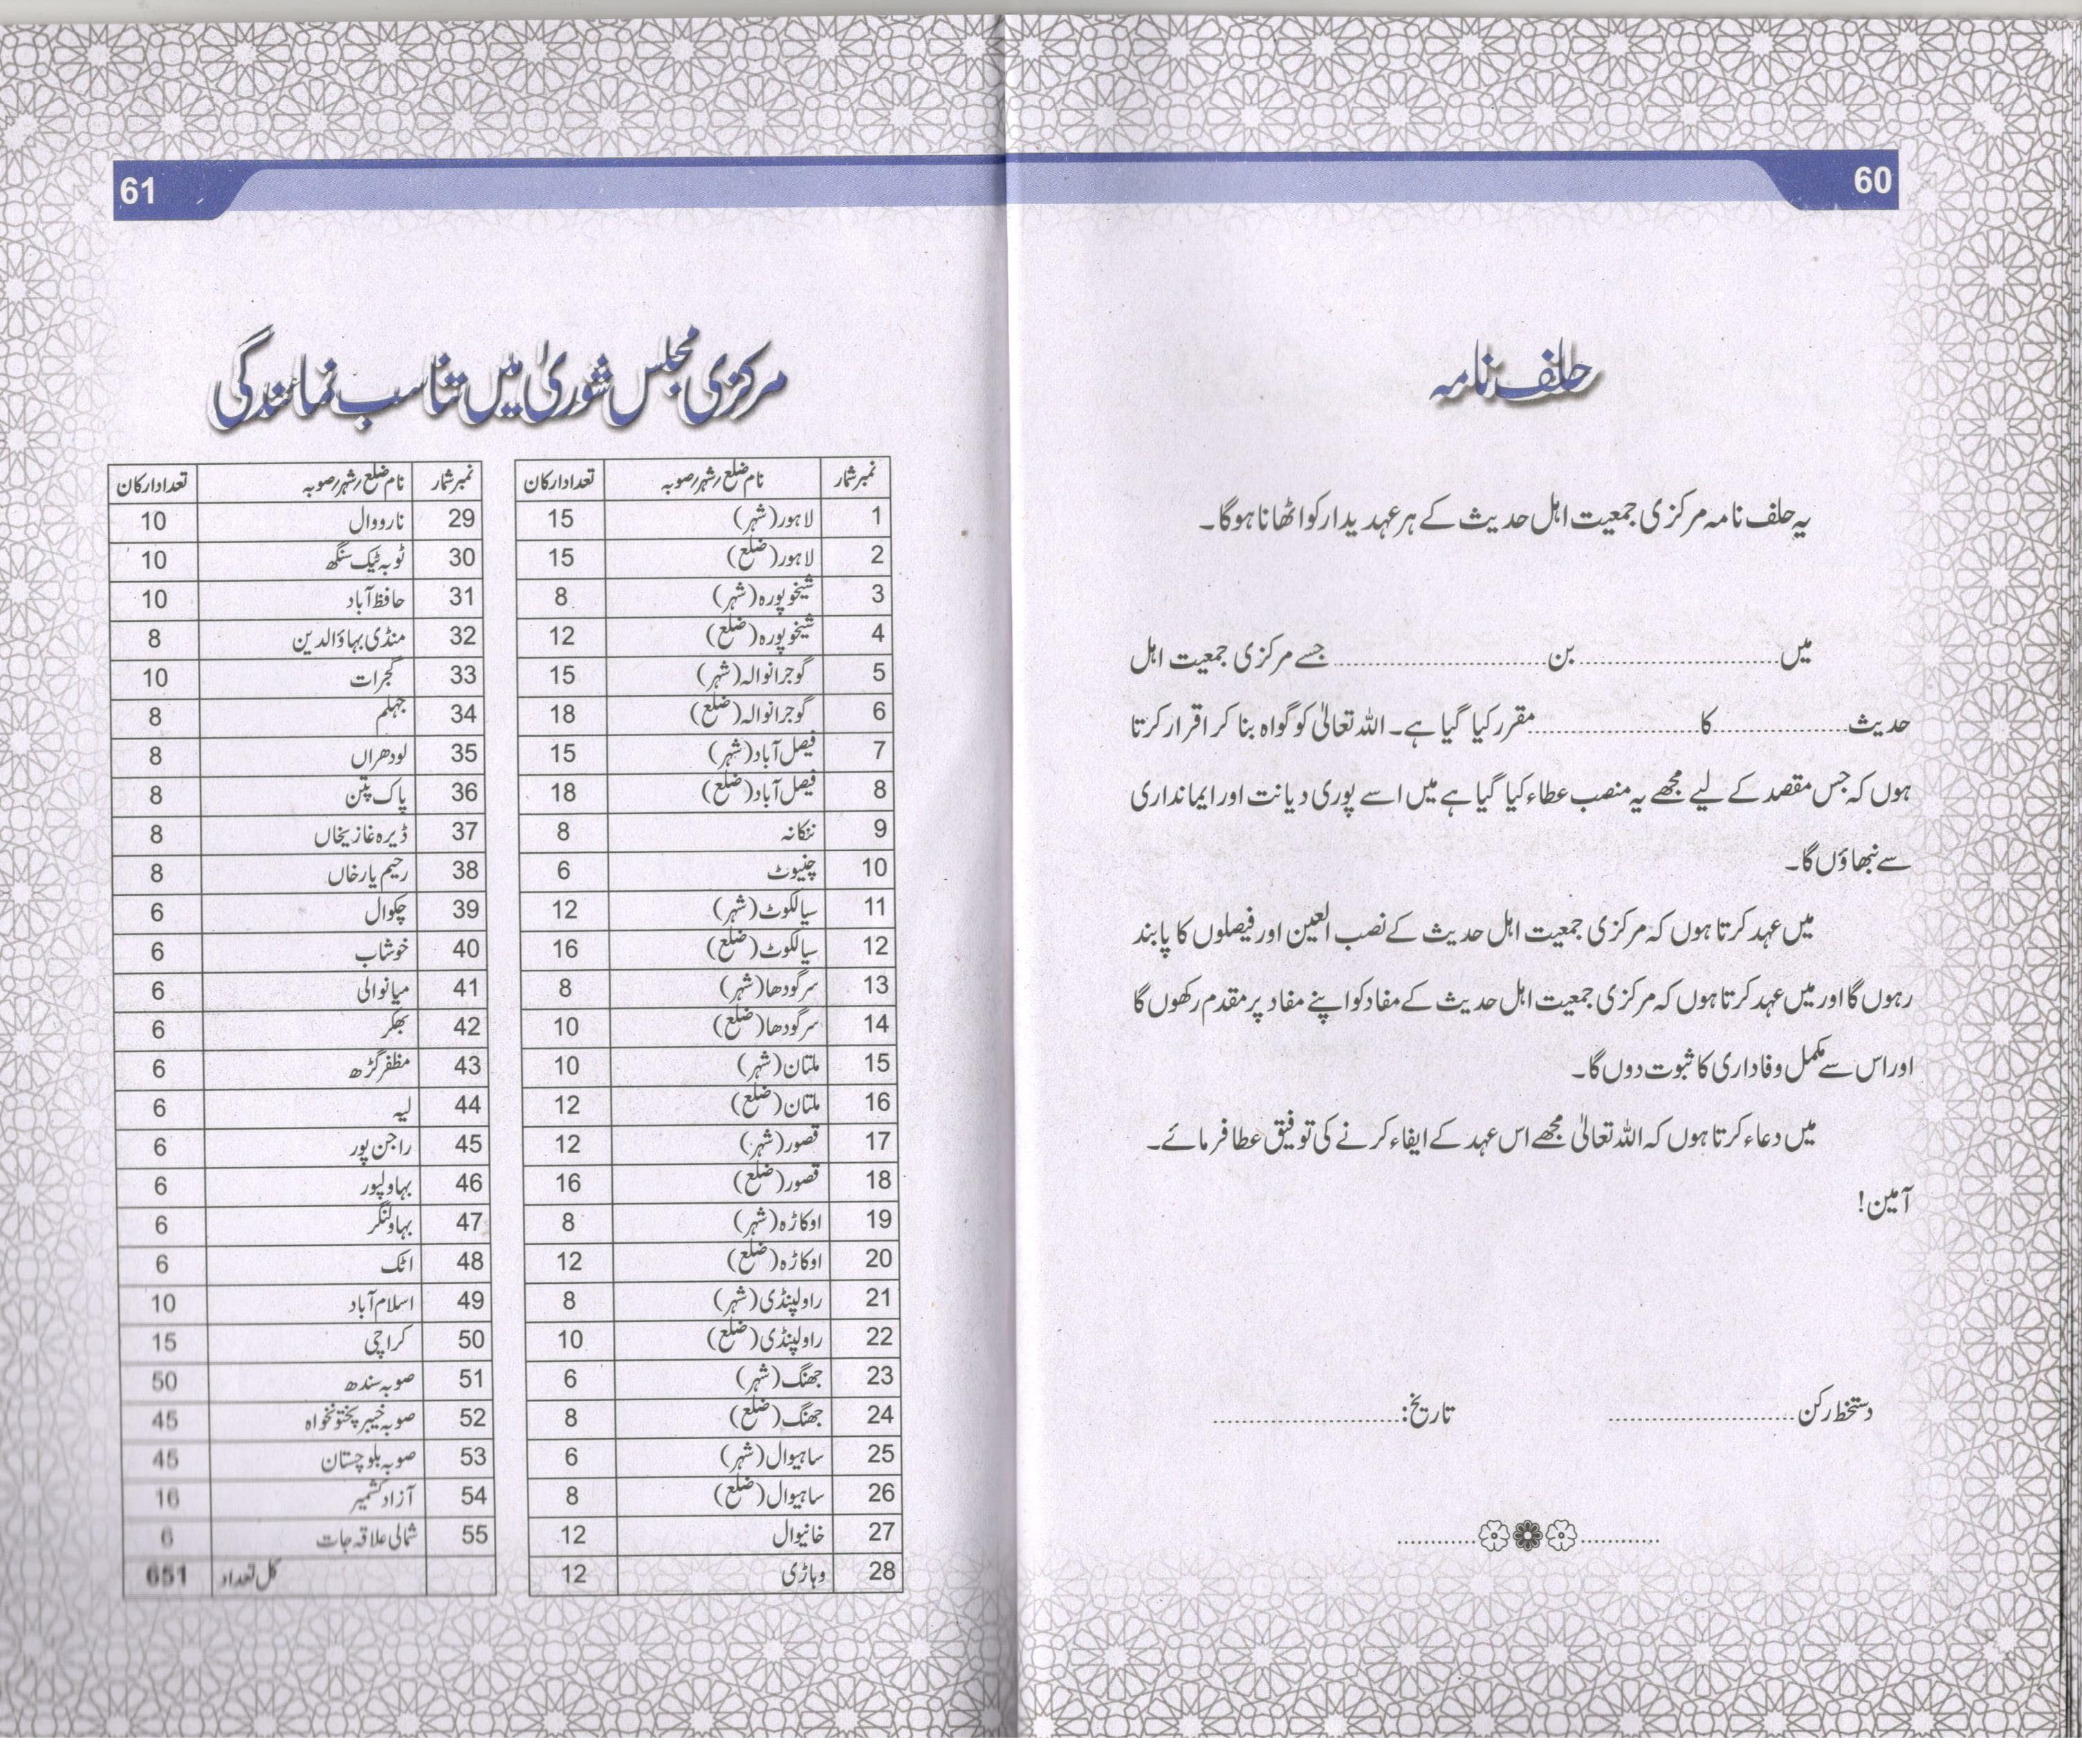 60
حلف نامہ
یہ حلف نامہ مرکزی جمعیت اہل حدیث کے ہر عہدیدار کو اٹھانا ہوگا۔
میں........................بن........................جسے مرکزی جمعیت اہل
حدیث................کا....................مقرر کیا گیا ہے۔ اللہ تعالیٰ کو گواہ بنا کر اقرار کرتا
ہوں کہ جس مقصد کے لیے مجھے یہ منصب عطاء کیا گیا ہے میں اسے پوری دیانت اور ایمانداری
سے نبھاؤں گا۔
میں عہد کرتا ہوں کہ مرکزی جمعیت اہل حدیث کے نصب العین اور فیصلوں کا پابند
رہوں گا اور میں عہد کرتا ہوں کہ مرکزی جمعیت اہل حدیث کے مفاد کو اپنے مفاد پر مقدم رکھوں گا
اور اس سے مکمل وفاداری کا ثبوت دوں گا۔
میں دعاء کرتا ہوں کہ اللہ تعالیٰ مجھے اس عہد کے ایفاء کرنے کی توفیق عطا فرمائے۔
آمین!
دستخط رکن...................... تاریخ:......................
61
مرکزی مجلس شوریٰ میں تناسب نمائندگی
نمبر شمار نام ضلع رشہر رصوبہ تعداد ارکان
1 لاہور (شہر) 15
2 لاہور (ضلع) 15
3 شیخوپورہ (شہر) 8
4 شیخوپورہ (ضلع) 12
5 گوجرانوالہ (شہر) 15
6 گوجرانوالہ (ضلع) 18
7 فیصل آباد (شہر) 15
8 فیصل آباد (ضلع) 18
9 ننکانہ 8
10 چنیوٹ 6
11 سیالکوٹ (شہر) 12
12 سیالکوٹ (ضلع) 16
13 سرگودھا (شہر) 8
14 سرگودھا (ضلع) 10
15 ملتان (شہر) 10
16 ملتان (ضلع) 12
17 قصور (شہر) 12
18 قصور (ضلع) 16
19 اوکاڑہ (شہر) 8
20 اوکاڑہ (ضلع) 12
21 راولپنڈی (شہر) 8
22 راولپنڈی (ضلع) 10
23 جھنگ (شہر) 6
24 جھنگ (ضلع) 8
25 ساہیوال (شہر) 6
26 ساہیوال (ضلع) 8
27 خانیوال 12
28 وہاڑی 12
نمبر شمار نام ضلع رشہر رصوبہ تعداد ارکان
29 نارووال 10
30 ٹوبہ ٹیک سنگھ 10
31 حافظ آباد 10
32 منڈی بہاؤالدین 8
33 گجرات 10
34 جہلم 8
35 لودھراں 8
36 پاک پتن 8
37 ڈیرہ غازیخاں 8
38 رحیم یار خاں 8
39 چکوال 6
40 خوشاب 6
41 میانوالی 6
42 بھکر 6
43 مظفر گڑھ 6
44 لیہ 6
45 راجن پور 6
46 بہاولپور 6
47 بہاولنگر 6
48 اٹک 6
49 اسلام آباد 10
50 کراچی 15
51 صوبہ سندھ 50
52 صوبہ خیبر پختونخواہ 45
53 صوبہ بلوچستان 45
54 آزاد کشمیر 16
55 شمالی علاقہ جات 6
کل تعداد 651